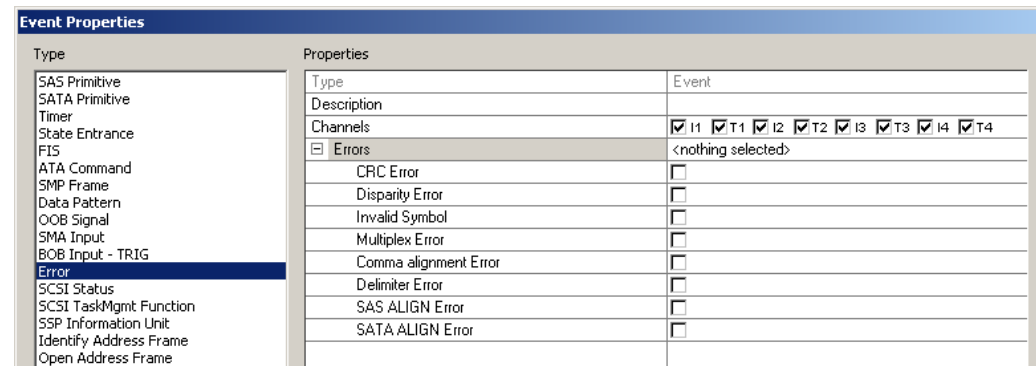 Event Properties
Type
SAS Primitive
SATA Primitive
Timer
State Entrance
FIS
ATA Command
SMP Frame
Data Pattern
OOB Signal
SMA Input
BOB Input - TRIG
Error
SCSI Status
SCSI TaskMgmt Function
SSP Information Unit
Identify Address Frame
Open Address Frame
Properties
Type Event
Description
Channels I1 T1 I2 T2 I3 T3 I4 T4
Errors <nothing selected>
CRC Error
Disparity Error
Invalid Symbol
Multiplex Error
Comma alignment Error
Delimiter Error
SAS ALIGN Error
SATA ALIGN Error